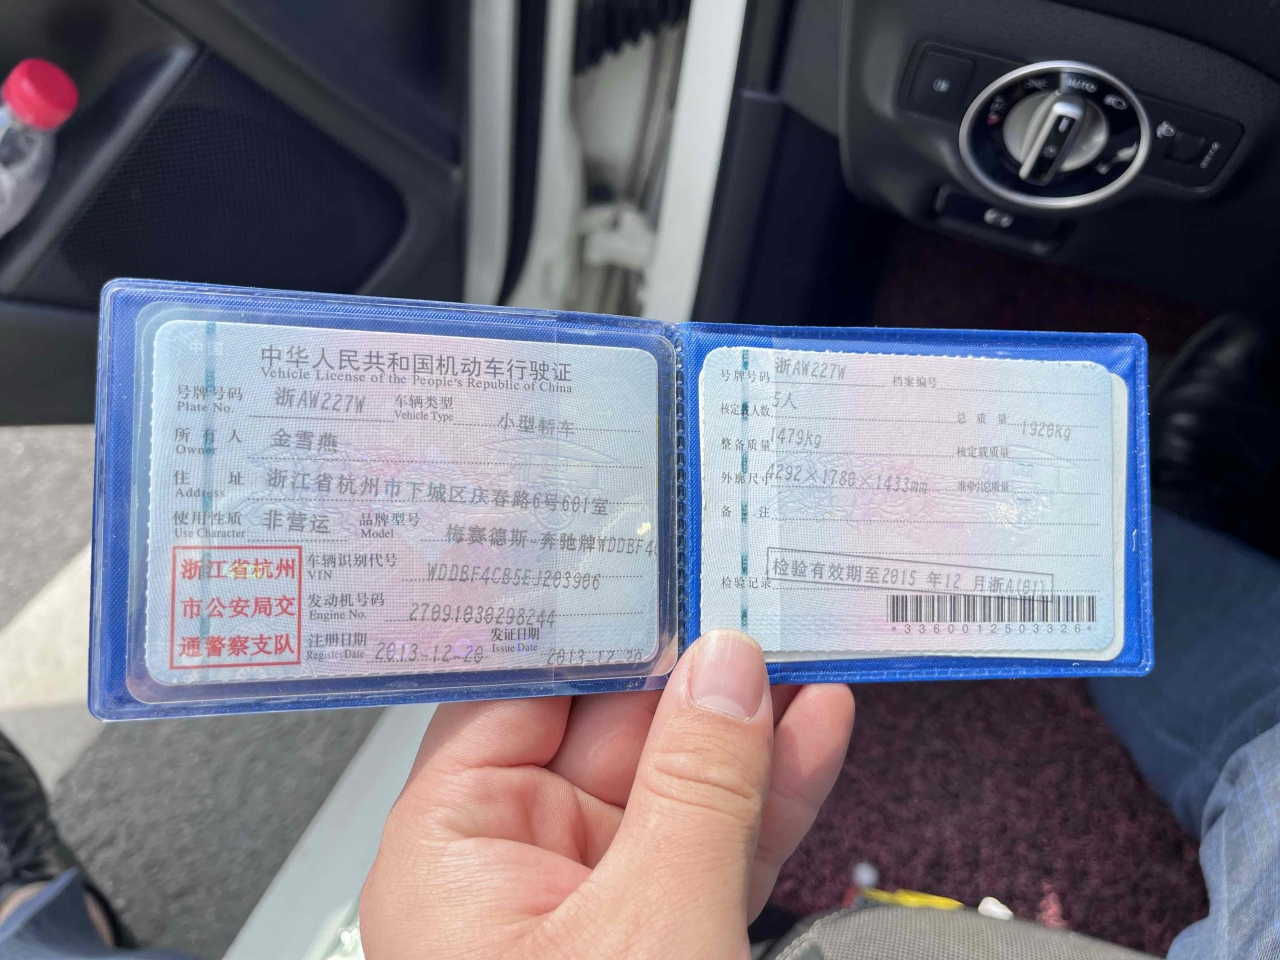 中华人民共和国机动车行驶证
Vehicle License of the People's Republic of China
号牌号码 浙AW227W 车辆类型 小型轿车
Plate No. Vehicle Type
所有人 金雪燕
Owner
住址 浙江省杭州市下城区庆春路6号601室
Address
使用性质 非营运 品牌型号 梅赛德斯-奔驰牌WDDBF4C
Use Character Model
浙江省杭州
市公安局交
通警察支队
车辆识别代号 WDDBF4CB5EJ203906
VIN
发动机号码 27091030298244
Engine No.
注册日期 2013-12-20 发证日期 2013-12-20
Register Date Issue Date
号牌号码 浙AW227W 档案编号
核定载人数 5人 总质量 1920kg
整备质量 1479kg 核定载质量
外廓尺寸 4292×1780×1433mm 准牵引总质量
备注
检验记录 检验有效期至2015年12月浙A(01)
*3360012503326*
AUTO